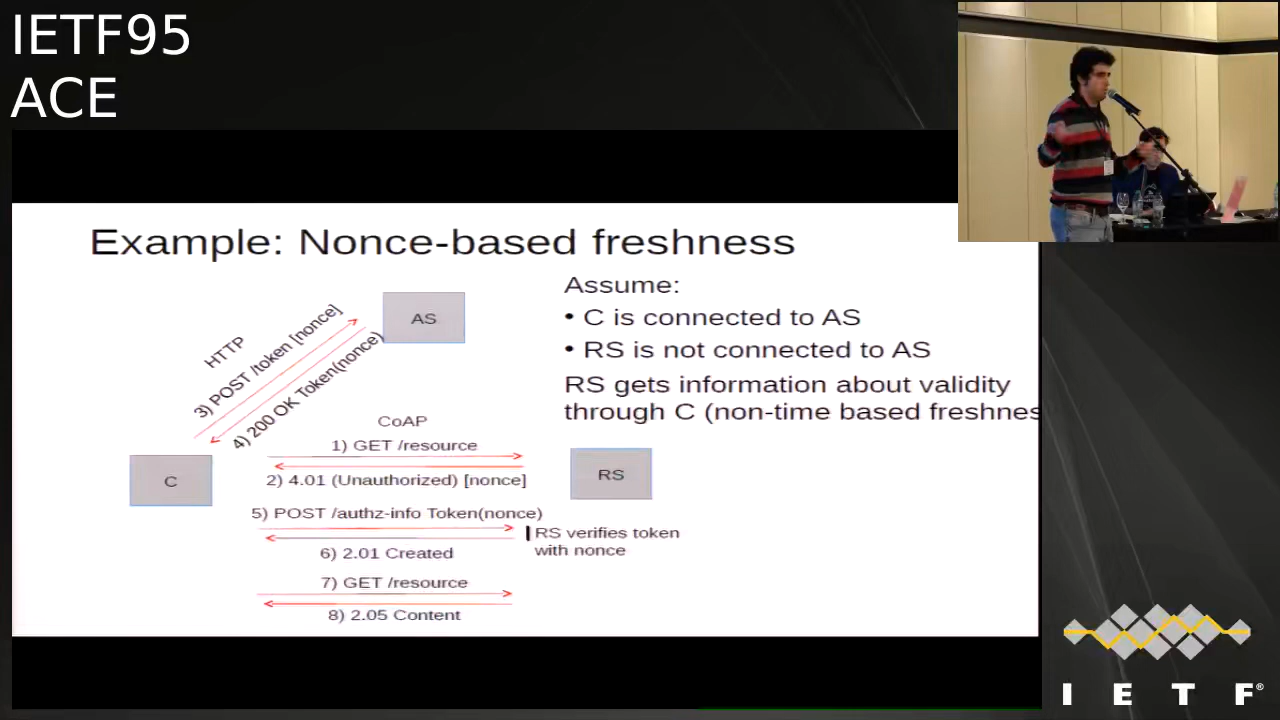 IETF95
ACE
Example: Nonce-based freshness
Assume:
• C is connected to AS
• RS is not connected to AS
RS gets information about validity
through C (non-time based freshnes
AS
HTTP
3) POST /token [nonce]
4) 200 OK Token(nonce)
CoAP
1) GET /resource
2) 4.01 (Unauthorized) [nonce]
C
RS
5) POST /authz-info Token(nonce)
RS verifies token
with nonce
6) 2.01 Created
7) GET /resource
8) 2.05 Content
I E T F®